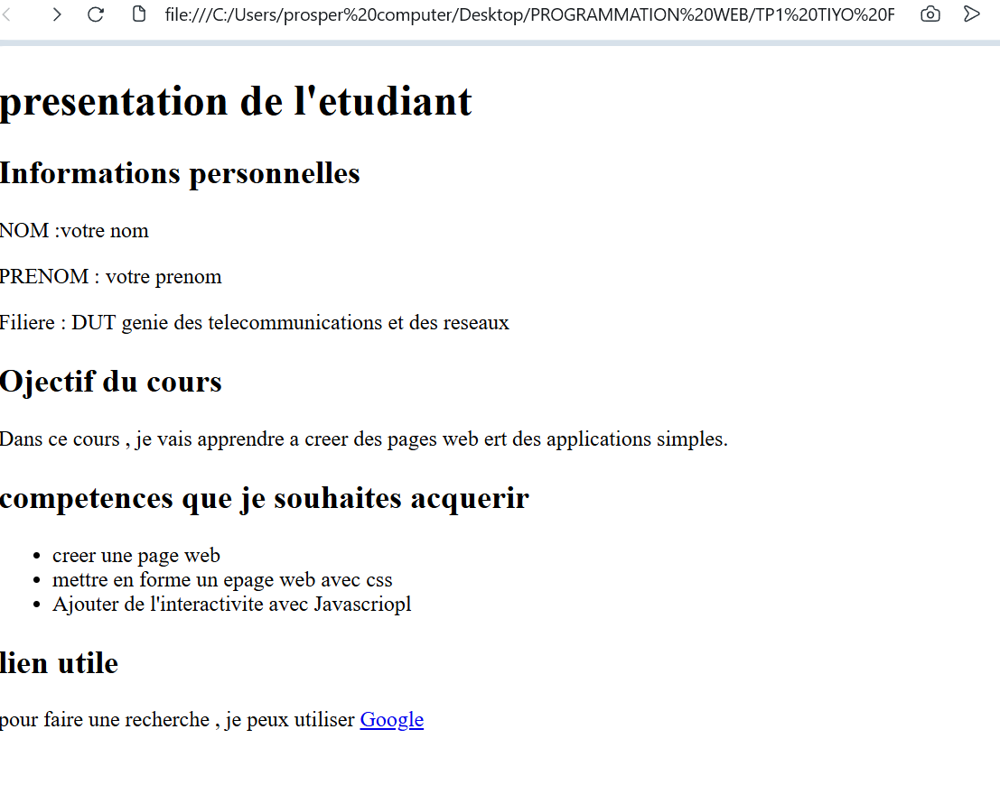 file:///C:/Users/prosper%20computer/Desktop/PROGRAMMATION%20WEB/TP1%20TIYO%20F
presentation de l'etudiant
Informations personnelles
NOM :votre nom
PRENOM : votre prenom
Filiere : DUT genie des telecommunications et des reseaux
Ojectif du cours
Dans ce cours , je vais apprendre a creer des pages web ert des applications simples.
competences que je souhaites acquerir
• creer une page web
• mettre en forme un epage web avec css
• Ajouter de l'interactivite avec Javascriopl
lien utile
pour faire une recherche , je peux utiliser Google